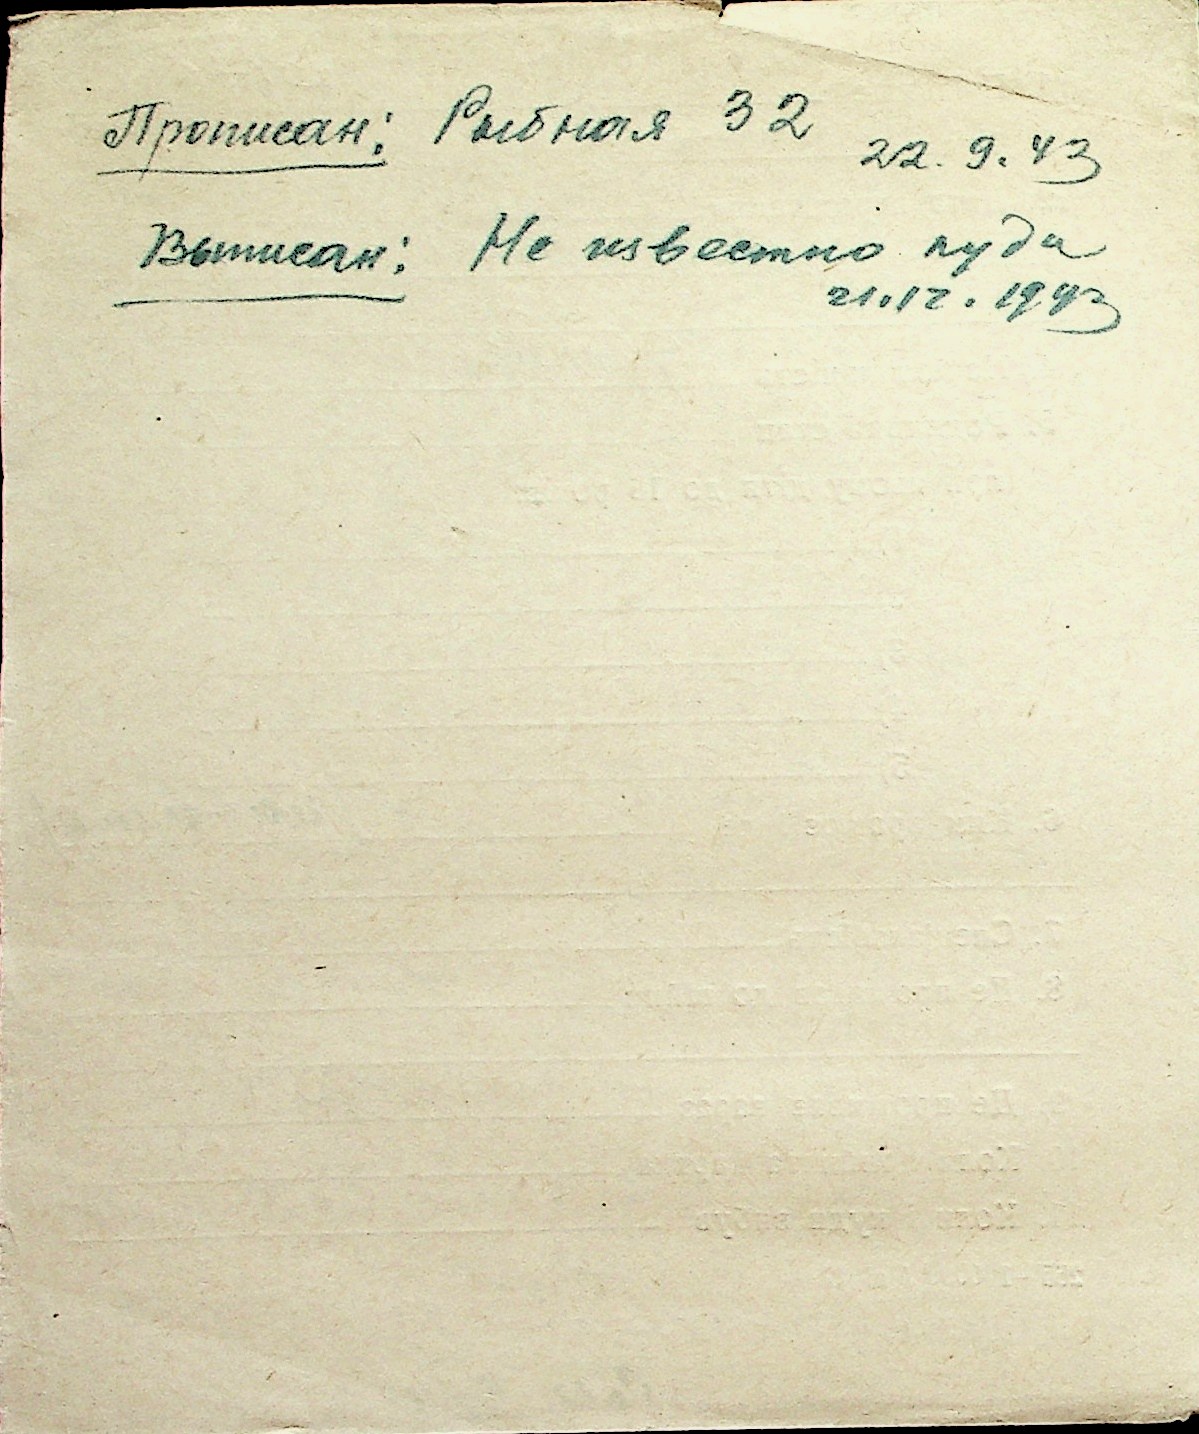 Прописан: Рыбная 32
22. 9. 43
Выписан: Не известно куда
21.12.1943